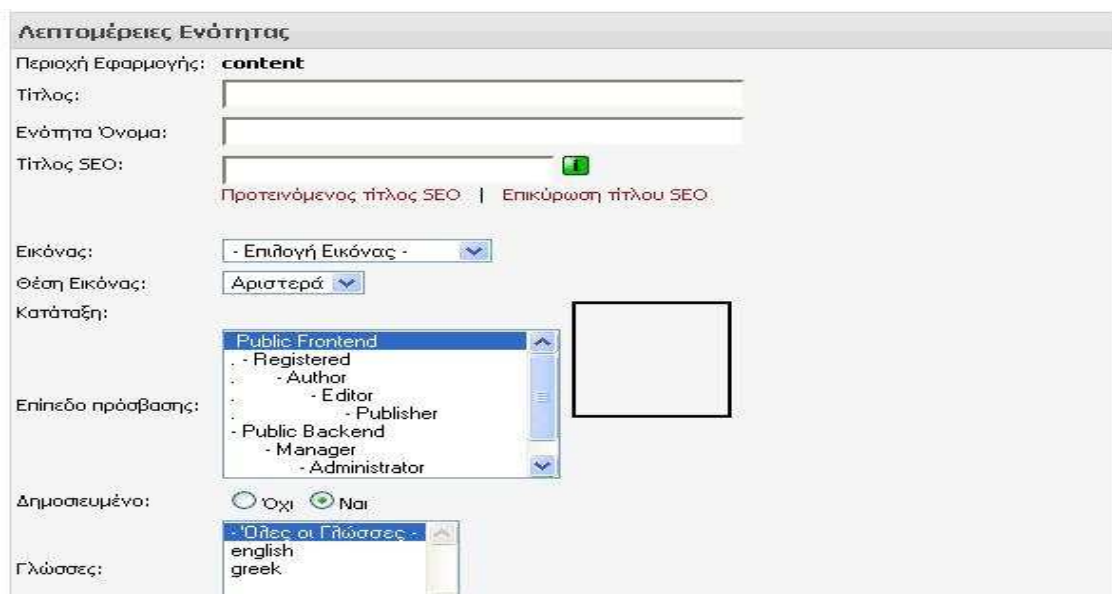 Λεπτομέρειες Ενότητας
Περιοχή Εφαρμογής: content
Τίτλος:
Ενότητα Όνομα:
Τίτλος SEO:
Προτεινόμενος τίτλος SEO | Επικύρωση τίτλου SEO
Εικόνας: - Επιλογή Εικόνας -
Θέση Εικόνας: Αριστερά
Κατάταξη:
Επίπεδο πρόσβασης:
Public Frontend
. - Registered
. - Author
. - Editor
. - Publisher
- Public Backend
- Manager
- Administrator
Δημοσιευμένο: Όχι Ναι
Γλώσσες:
- Όλες οι Γλώσσες -
english
greek